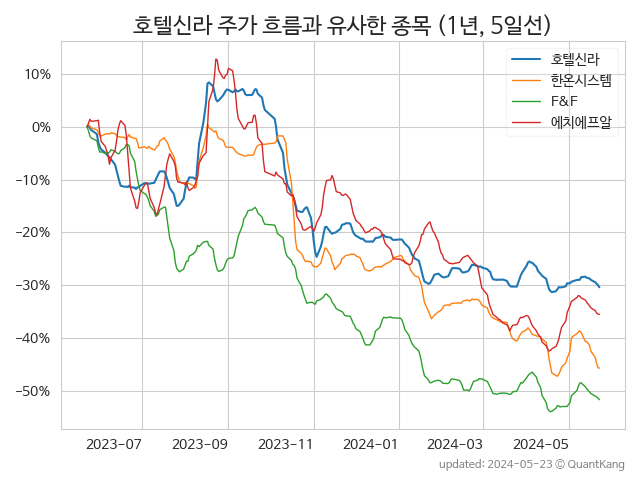 호텔신라 주가 흐름과 유사한 종목 (1년, 5일선)
호텔신라
한온시스템
F&F
에치에프알
10%
0%
−10%
−20%
−30%
−40%
−50%
2023-07
2023-09
2023-11
2024-01
2024-03
2024-05
updated: 2024-05-23 © QuantKang